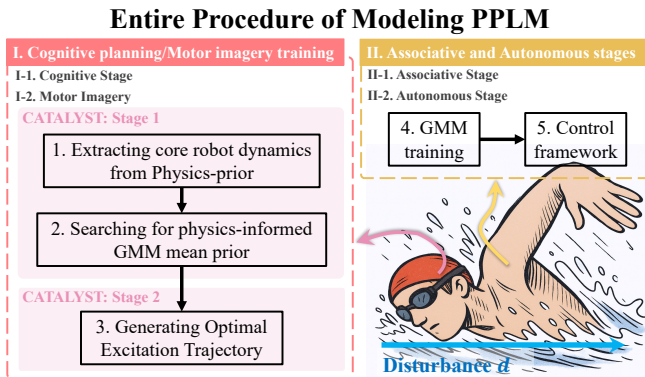 Entire Procedure of Modeling PPLM
I. Cognitive planning/Motor imagery training
I-1. Cognitive Stage
I-2. Motor Imagery
CATALYST: Stage 1
1. Extracting core robot dynamics
from Physics-prior
2. Searching for physics-informed
GMM mean prior
CATALYST: Stage 2
3. Generating Optimal
Excitation Trajectory
II. Associative and Autonomous stages
II-1. Associative Stage
II-2. Autonomous Stage
4. GMM
training
5. Control
framework
Disturbance d